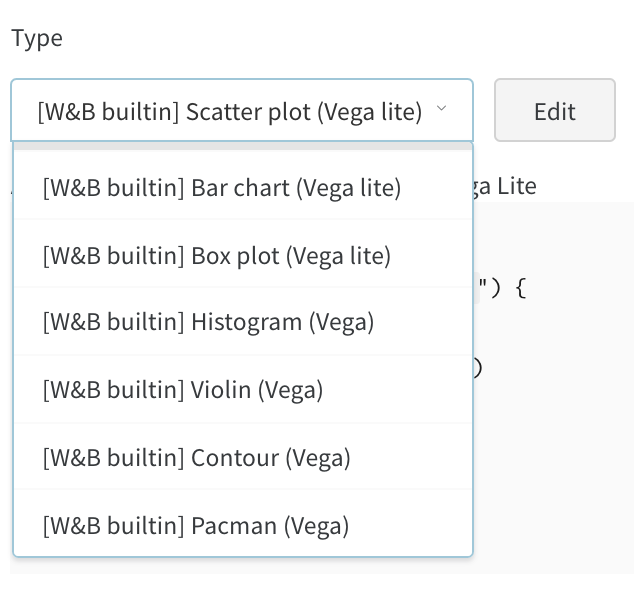 Type
[W&B builtin] Scatter plot (Vega lite)
Edit
[W&B builtin] Bar chart (Vega lite)
ga Lite
[W&B builtin] Box plot (Vega lite)
") {
[W&B builtin] Histogram (Vega)
)
[W&B builtin] Violin (Vega)
[W&B builtin] Contour (Vega)
[W&B builtin] Pacman (Vega)